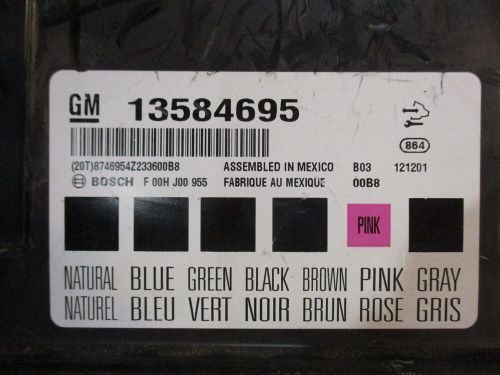 GM 13584695
864
(20T)8746954Z233600B8 ASSEMBLED IN MEXICO B03 121201
BOSCH F 00H J00 955 FABRIQUE AU MEXIQUE 00B8
PINK
NATURAL BLUE GREEN BLACK BROWN PINK GRAY
NATUREL BLEU VERT NOIR BRUN ROSE GRIS